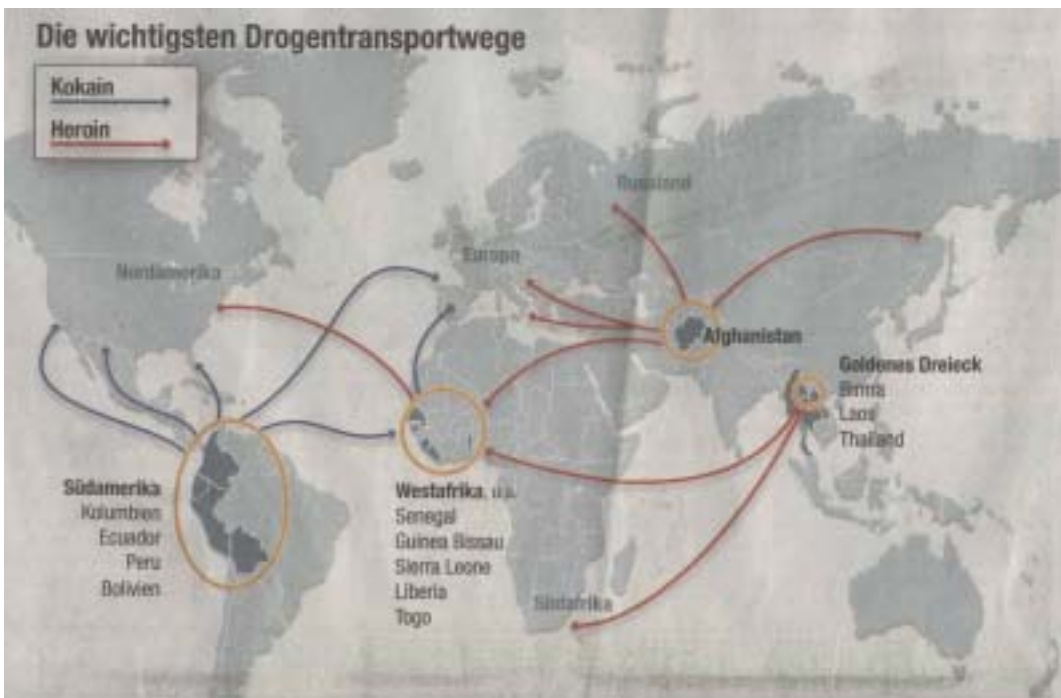 Die wichtigsten Drogentransportwege
Kokain
Heroin
Russland
Europa
Nordamerika
Afghanistan
Goldenes Dreieck
Birma
Laos
Thailand
Südamerika
Kolumbien
Ecuador
Peru
Bolivien
Westafrika, u.a.
Senegal
Guinea Bissau
Sierra Leone
Liberia
Togo
Südafrika